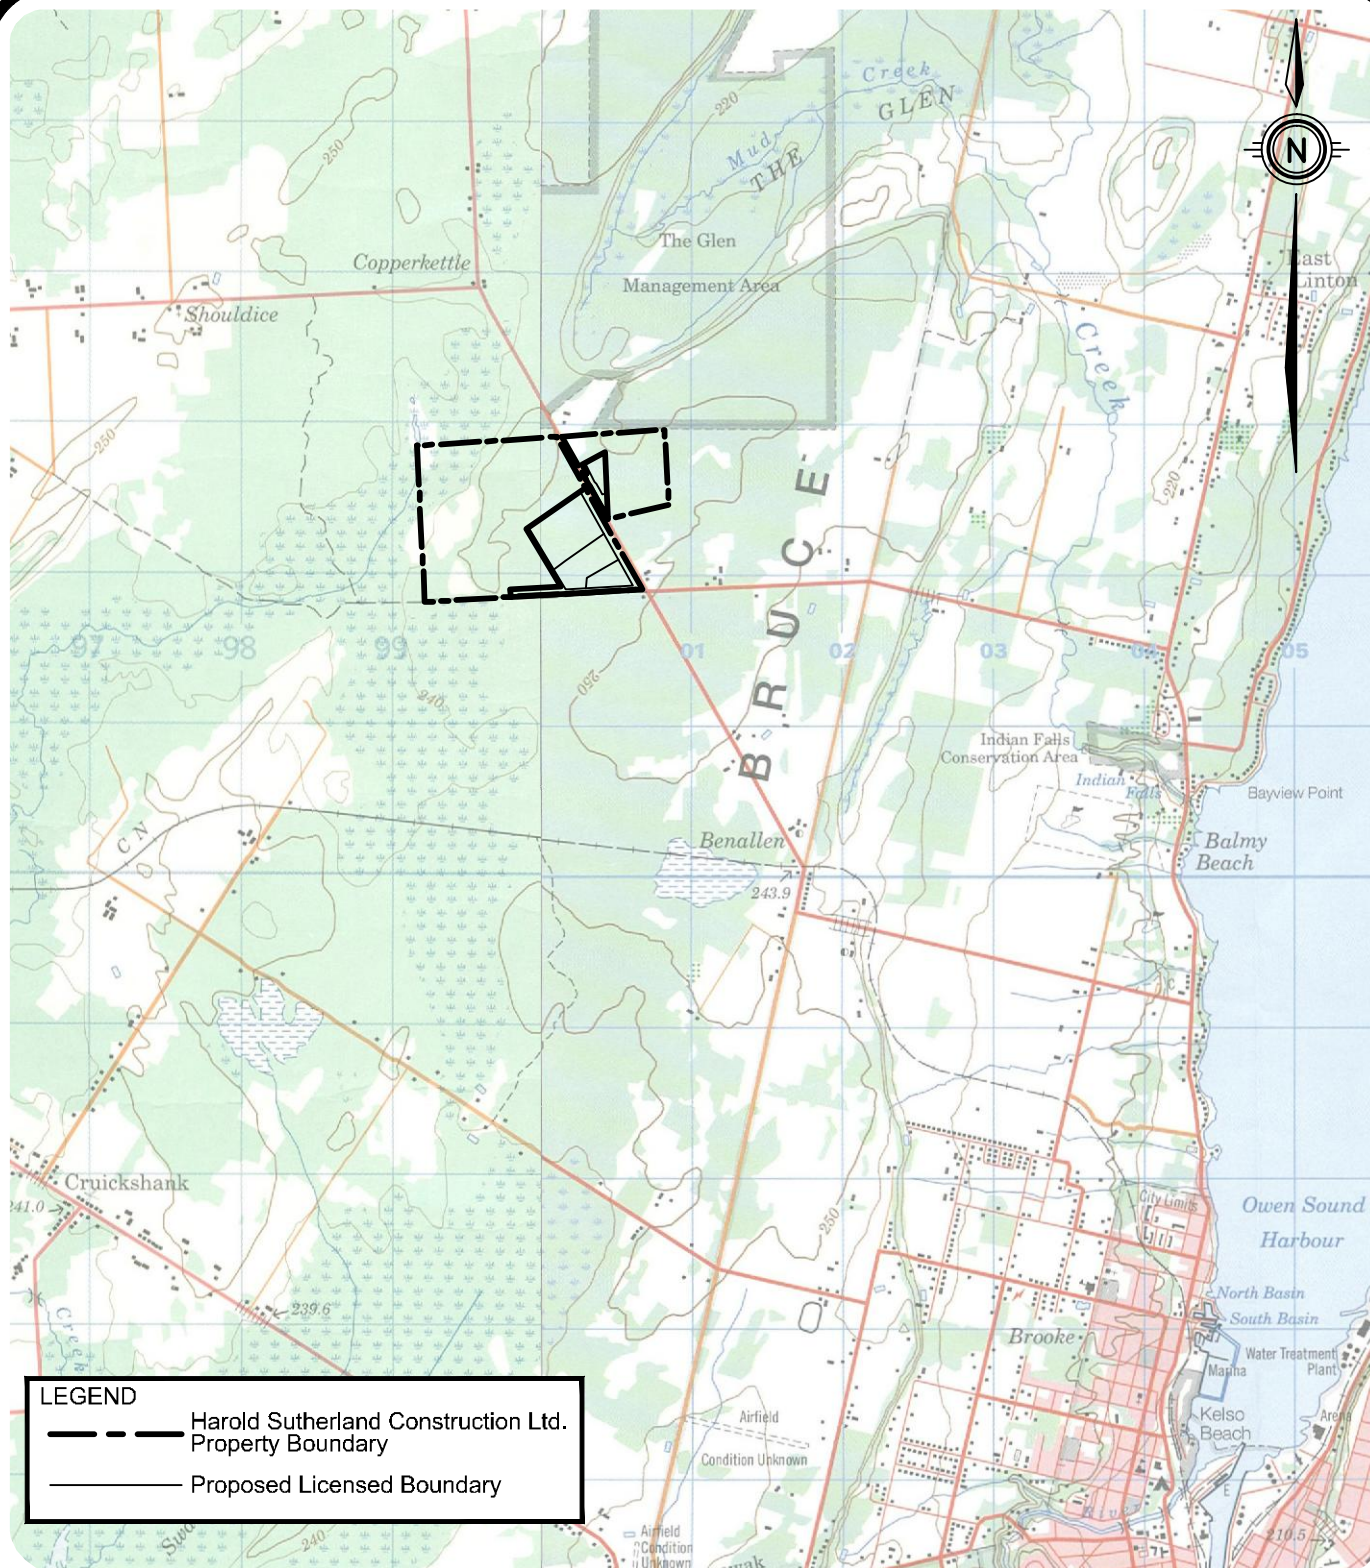 Creek
GLEN
220
250
Mud
THE
N
The Glen
Management Area
Copperkettle
East
Linton
Shouldice
Creek
250
220
BRUCE
97
98
99
01
02
03
04
05
250
240
Indian Falls
Conservation Area
Indian
Falls
Bayview Point
CN
Benallen
Balmy
Beach
243.9
C
Cruickshank
241.0
City Limits
Owen Sound
Harbour
250
239.6
North Basin
South Basin
Creek
Brooke
Water Treatment
Plant
Marina
LEGEND
Harold Sutherland Construction Ltd.
Property Boundary
Proposed Licensed Boundary
Airfield
Condition Unknown
Kelso
Beach
Arena
E
River
240
Airfield
Condition
Unknown
210.5